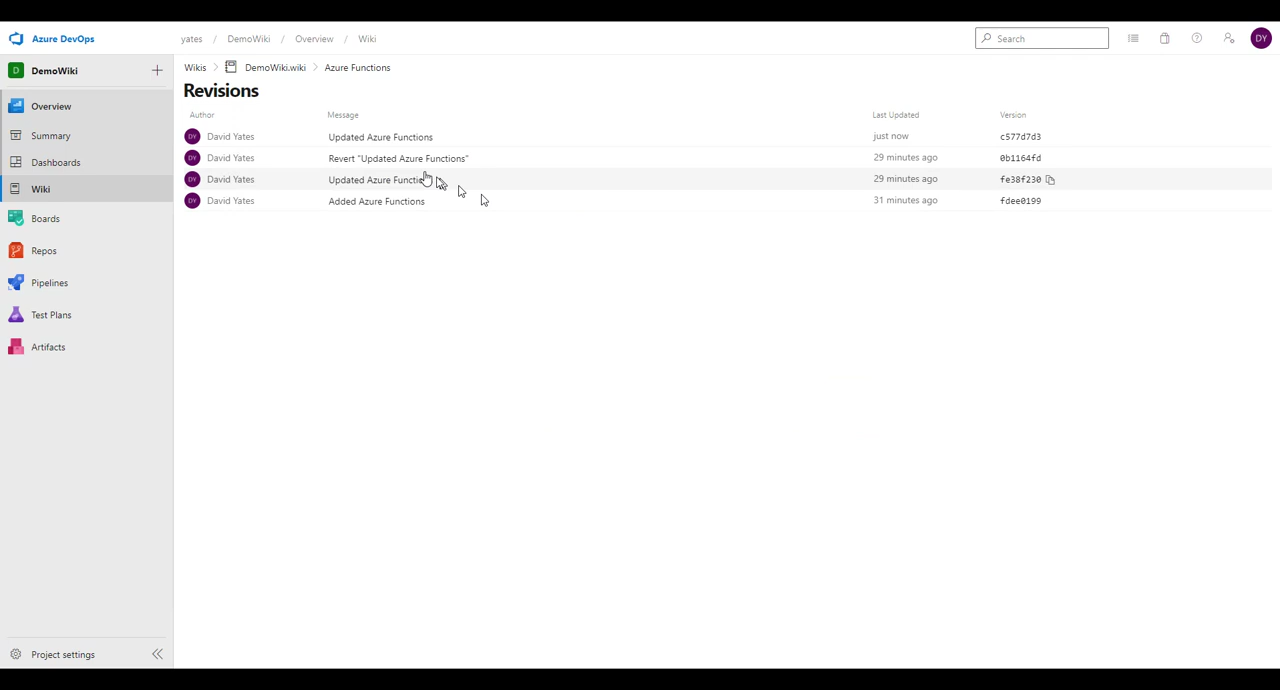 Azure DevOps
yates / DemoWiki / Overview / Wiki
Search
DY
D DemoWiki
Wikis > DemoWiki.wiki > Azure Functions
Revisions
Overview
Summary
Dashboards
Wiki
Boards
Repos
Pipelines
Test Plans
Artifacts
Project settings
Author Message Last Updated Version
DY David Yates Updated Azure Functions just now c577d7d3
DY David Yates Revert "Updated Azure Functions" 29 minutes ago 0b1164fd
DY David Yates Updated Azure 29 minutes ago fe38f230
DY David Yates Added Azure Functions 31 minutes ago fdee0199